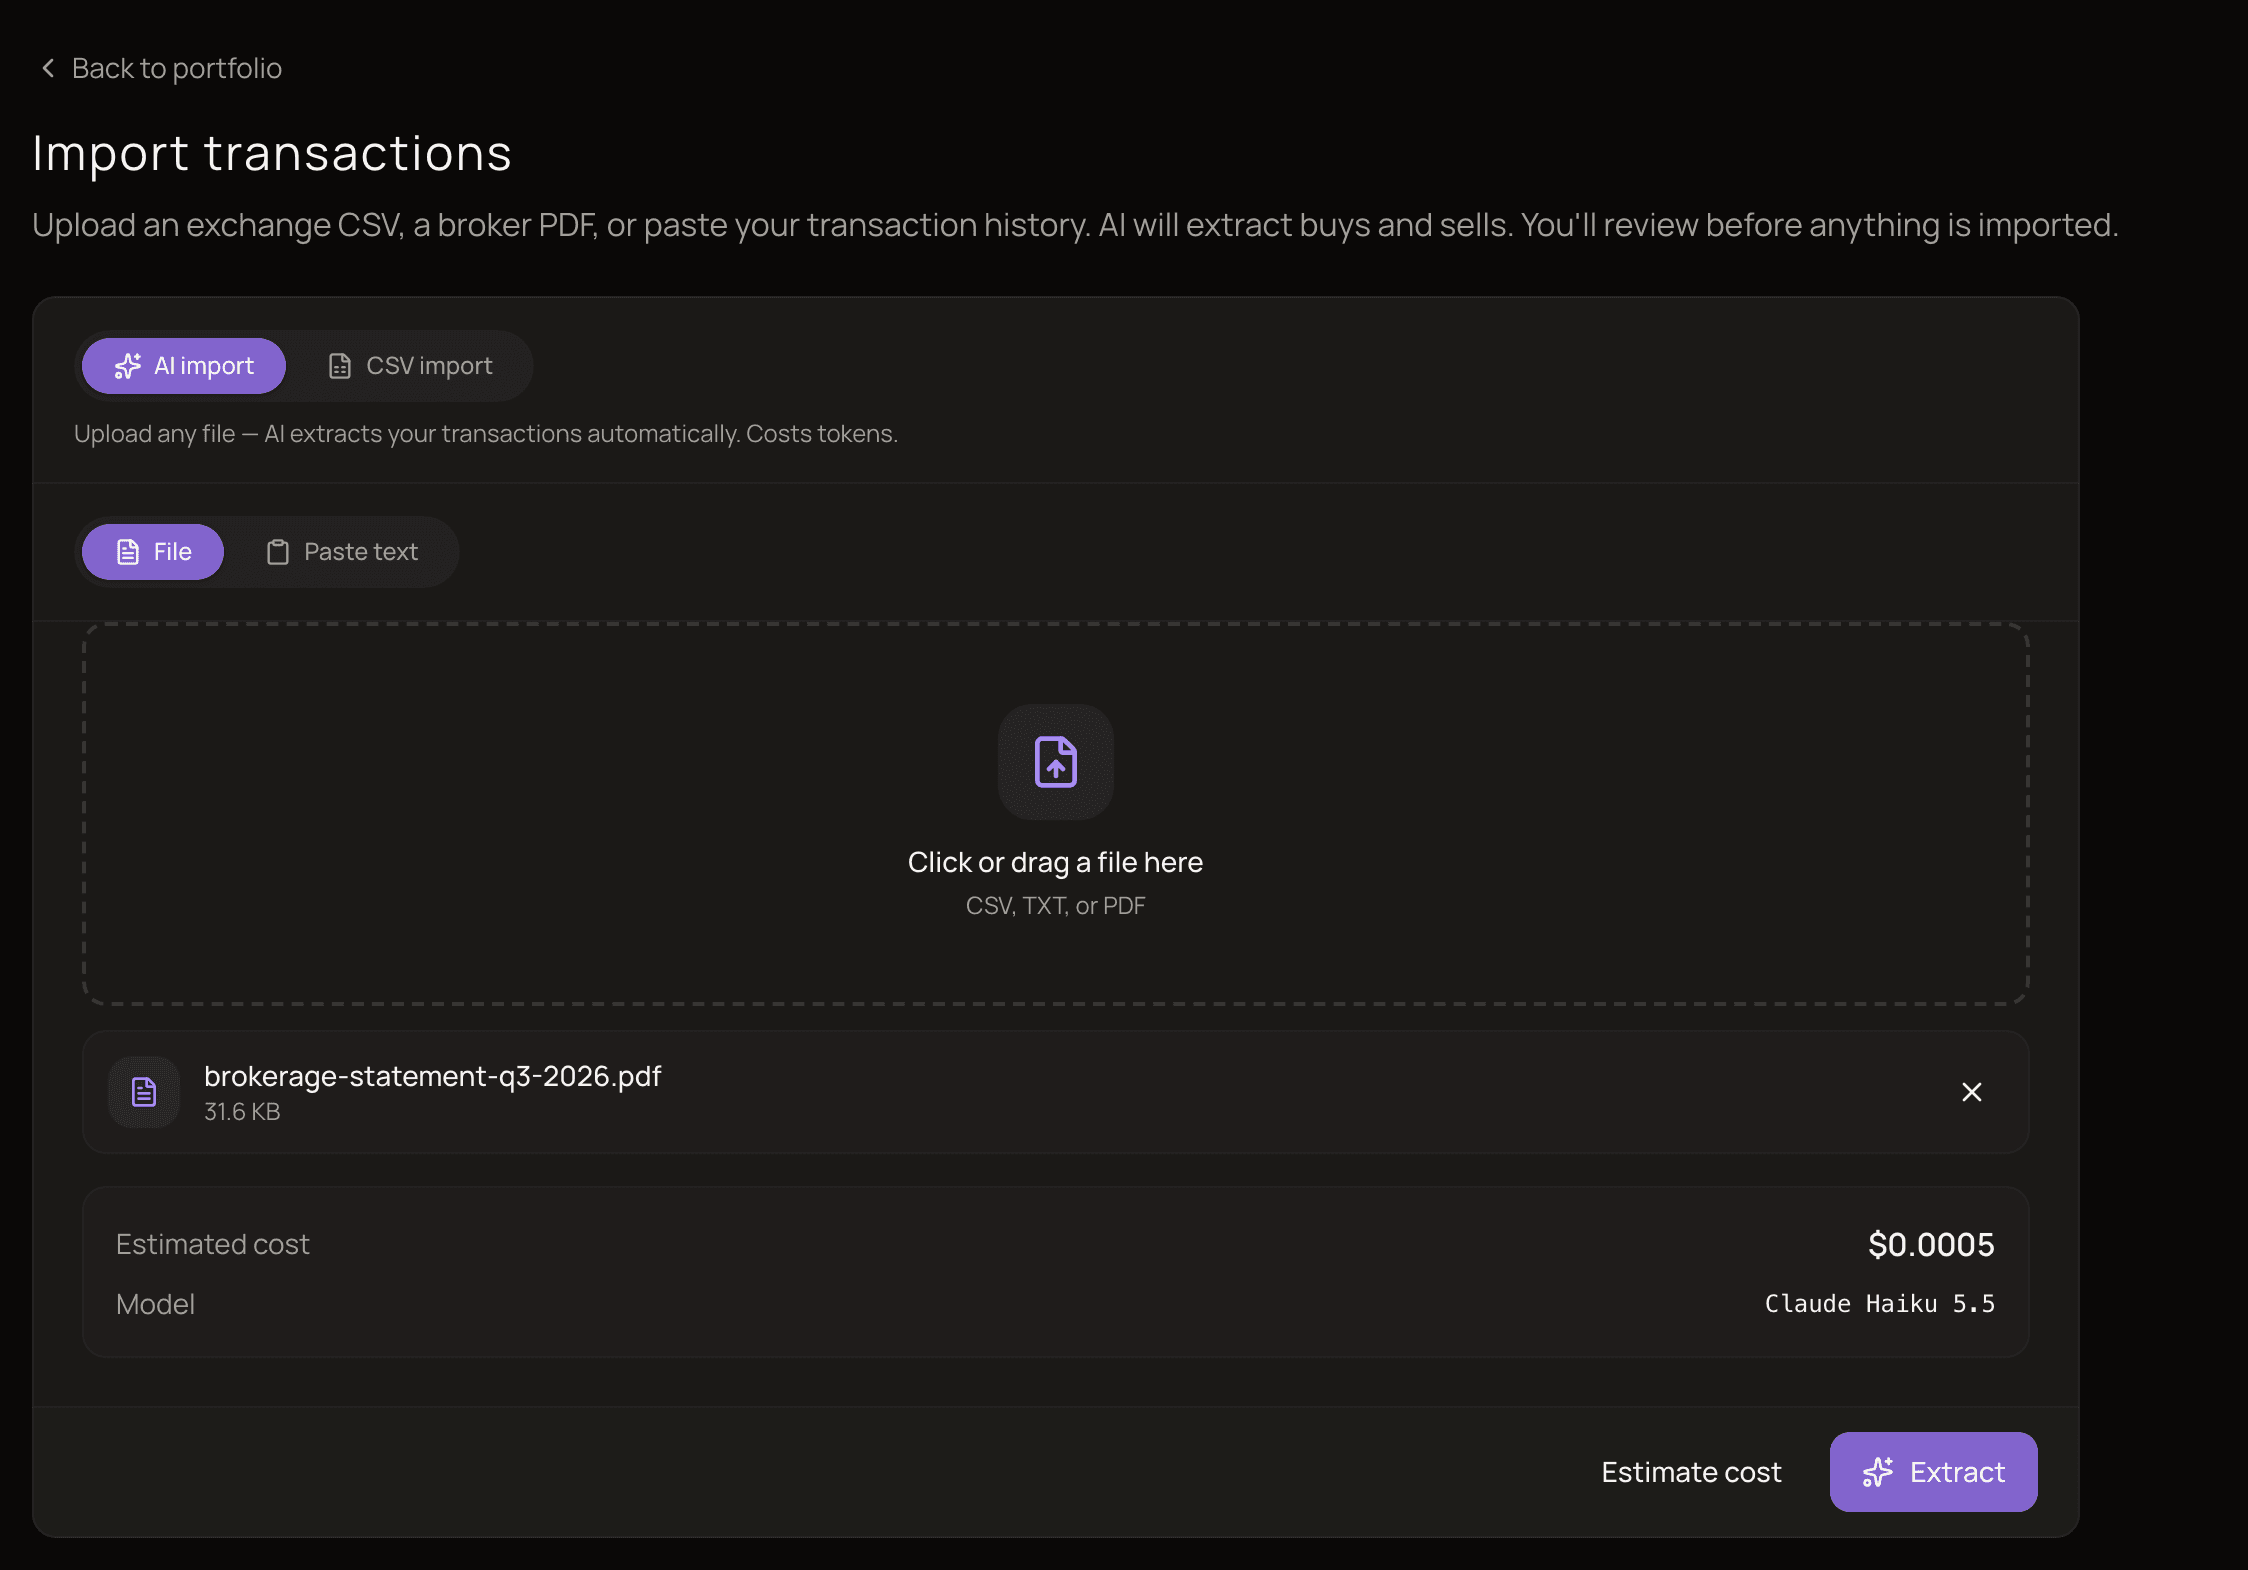 Back to portfolio
Import transactions
Upload an exchange CSV, a broker PDF, or paste your transaction history. AI will extract buys and sells. You'll review before anything is imported.
AI import
CSV import
Upload any file — AI extracts your transactions automatically. Costs tokens.
File
Paste text
Click or drag a file here
CSV, TXT, or PDF
brokerage-statement-q3-2026.pdf
31.6 KB
Estimated cost
$0.0005
Model
Claude Haiku 5.5
Estimate cost
Extract